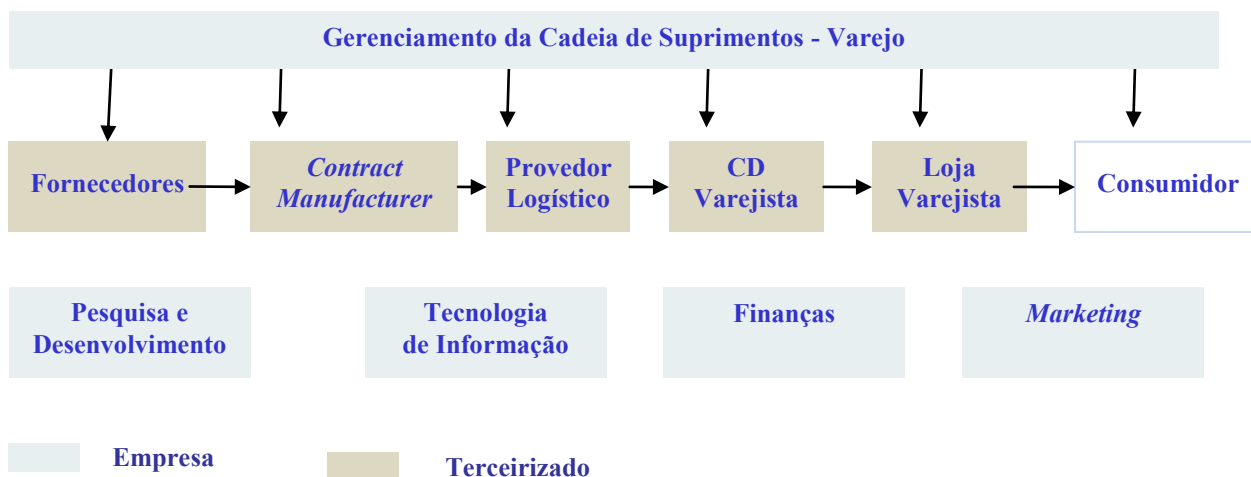 Gerenciamento da Cadeia de Suprimentos - Varejo
Fornecedores
Contract
Manufacturer
Provedor
Logístico
CD
Varejista
Loja
Varejista
Consumidor
Pesquisa e
Desenvolvimento
Tecnologia
de Informação
Finanças
Marketing
Empresa
Terceirizado